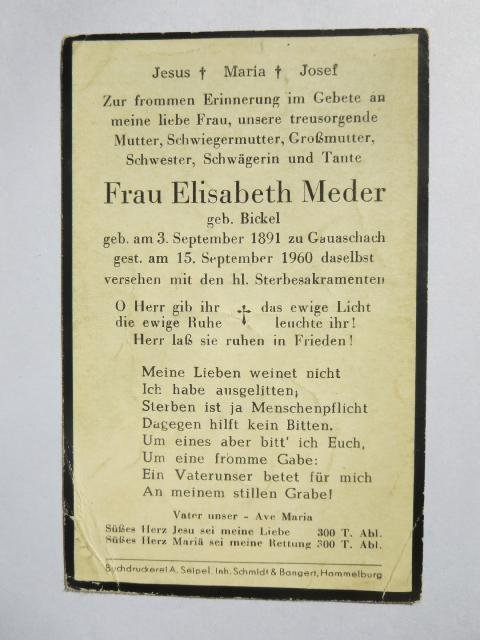 Jesus † Maria † Josef
Zur frommen Erinnerung im Gebete an
meine liebe Frau, unsere treusorgende
Mutter, Schwiegermutter, Großmutter,
Schwester, Schwägerin und Tante
Frau Elisabeth Meder
geb. Bickel
geb. am 3. September 1891 zu Gauaschach
gest. am 15. September 1960 daselbst
versehen mit den hl. Sterbesakramenten
O Herr gib ihr das ewige Licht
die ewige Ruhe leuchte ihr!
Herr laß sie ruhen in Frieden!
Meine Lieben weinet nicht
Ich habe ausgelitten;
Sterben ist ja Menschenpflicht
Dagegen hilft kein Bitten.
Um eines aber bitt' ich Euch,
Um eine fromme Gabe:
Ein Vaterunser betet für mich
An meinem stillen Grabe!
Vater unser - Ave Maria
Süßes Herz Jesu sei meine Liebe 300 T. Abl.
Süßes Herz Mariä sei meine Rettung 300 T. Abl.
Buchdruckerei A. Seipel, Inh. Schmidt & Bangert, Hammelburg